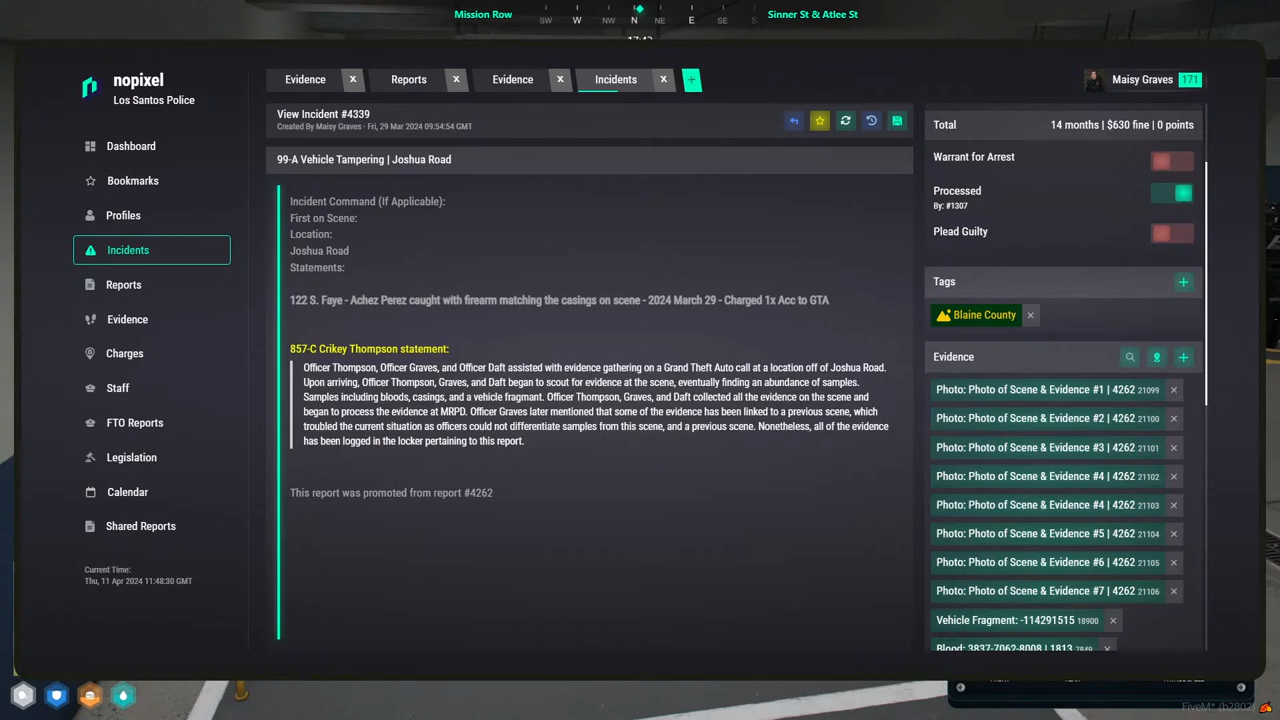 Mission Row
SW W NW N NE E SE S
Sinner St & Atlee St
17:42
nopixel
Los Santos Police
Evidence x
Reports x
Evidence x
Incidents x
+
Maisy Graves 171
Dashboard
Bookmarks
Profiles
Incidents
Reports
Evidence
Charges
Staff
FTO Reports
Legislation
Calendar
Shared Reports
Current Time:
Thu, 11 Apr 2024 11:48:30 GMT
View Incident #4339
Created By Maisy Graves - Fri, 29 Mar 2024 09:54:54 GMT
99-A Vehicle Tampering | Joshua Road
Incident Command (If Applicable):
First on Scene:
Location:
Joshua Road
Statements:
122 S. Faye - Achez Perez caught with firearm matching the casings on scene - 2024 March 29 - Charged 1x Acc to GTA
857-C Crikey Thompson statement:
Officer Thompson, Officer Graves, and Officer Daft assisted with evidence gathering on a Grand Theft Auto call at a location off of Joshua Road.
Upon arriving, Officer Thompson, Graves, and Daft began to scout for evidence at the scene, eventually finding an abundance of samples.
Samples including bloods, casings, and a vehicle fragment. Officer Thompson, Graves, and Daft collected all the evidence on the scene and
began to process the evidence at MRPD. Officer Graves later mentioned that some of the evidence has been linked to a previous scene, which
troubled the current situation as officers could not differentiate samples from this scene, and a previous scene. Nonetheless, all of the evidence
has been logged in the locker pertaining to this report.
This report was promoted from report #4262
Total
14 months | $630 fine | 0 points
Warrant for Arrest
Processed
By: #1307
Plead Guilty
Tags +
Blaine County x
Evidence +
Photo: Photo of Scene & Evidence #1 | 4262 21099 x
Photo: Photo of Scene & Evidence #2 | 4262 21100 x
Photo: Photo of Scene & Evidence #3 | 4262 21101 x
Photo: Photo of Scene & Evidence #4 | 4262 21102 x
Photo: Photo of Scene & Evidence #4 | 4262 21103 x
Photo: Photo of Scene & Evidence #5 | 4262 21104 x
Photo: Photo of Scene & Evidence #6 | 4262 21105 x
Photo: Photo of Scene & Evidence #7 | 4262 21106 x
Vehicle Fragment: -114291515 18900 x
Blood: 3837-7062-8008 | 1813 7849 x
FiveM* (b2802)